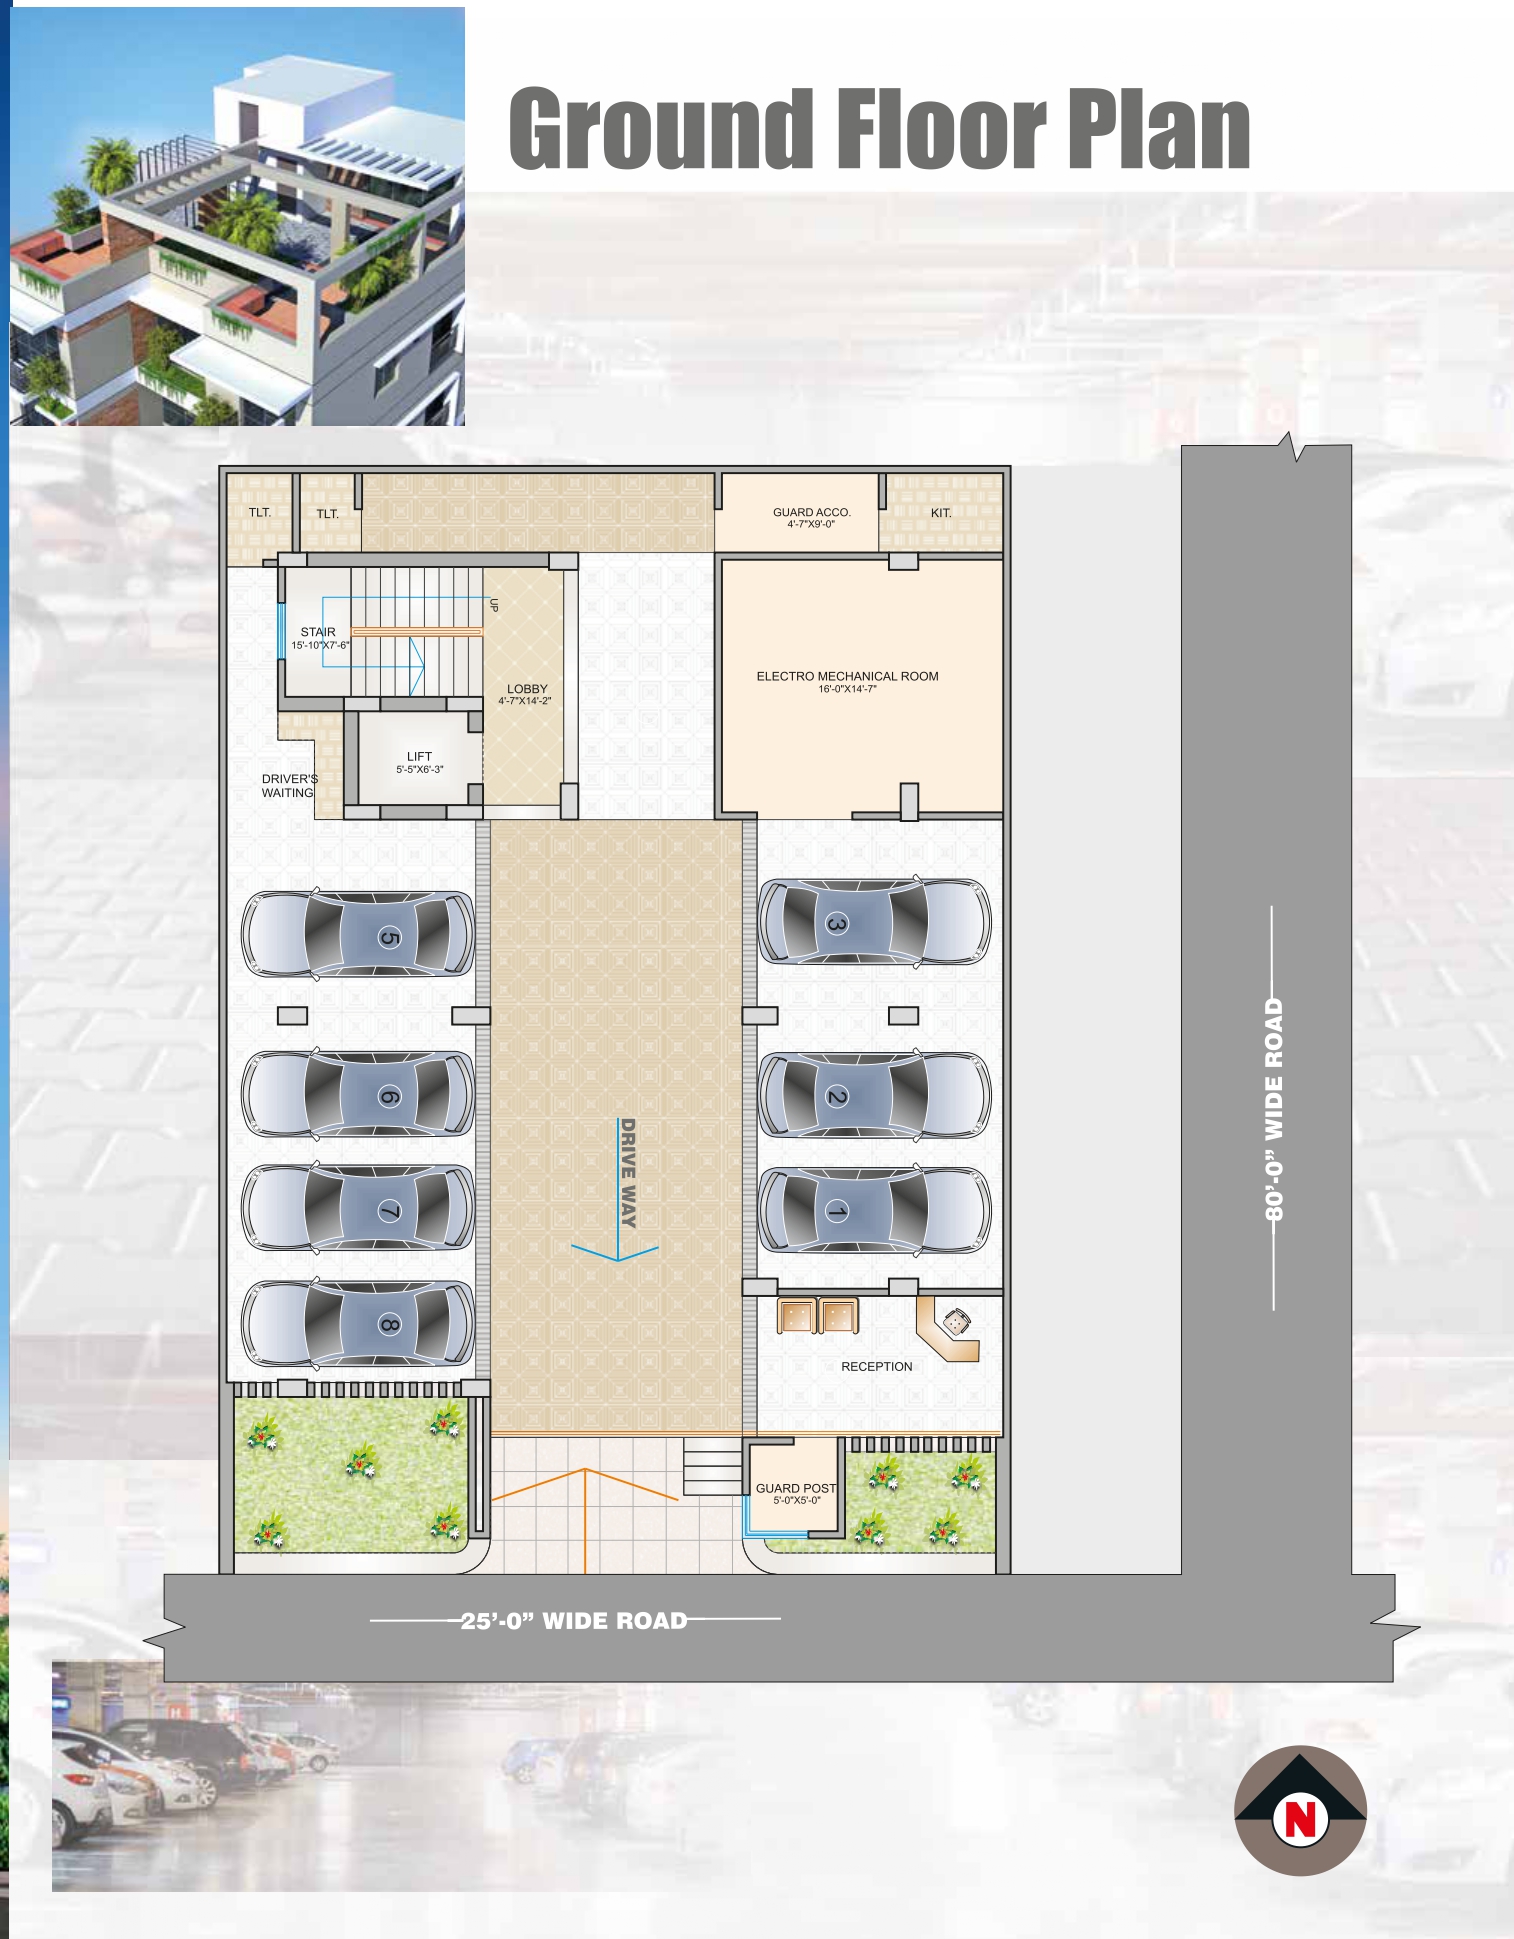 Ground Floor Plan
TLT.
TLT.
GUARD ACCO.
4'-7"X9'-0"
KIT.
UP
STAIR
15'-10"X7'-6"
ELECTRO MECHANICAL ROOM
16'-0"X14'-7"
LOBBY
4'-7"X14'-2"
LIFT
5'-5"X6'-3"
DRIVER'S
WAITING
5
3
6
2
7
1
8
DRIVE WAY
80'-0" WIDE ROAD
RECEPTION
GUARD POST
5'-0"X5'-0"
25'-0" WIDE ROAD
N